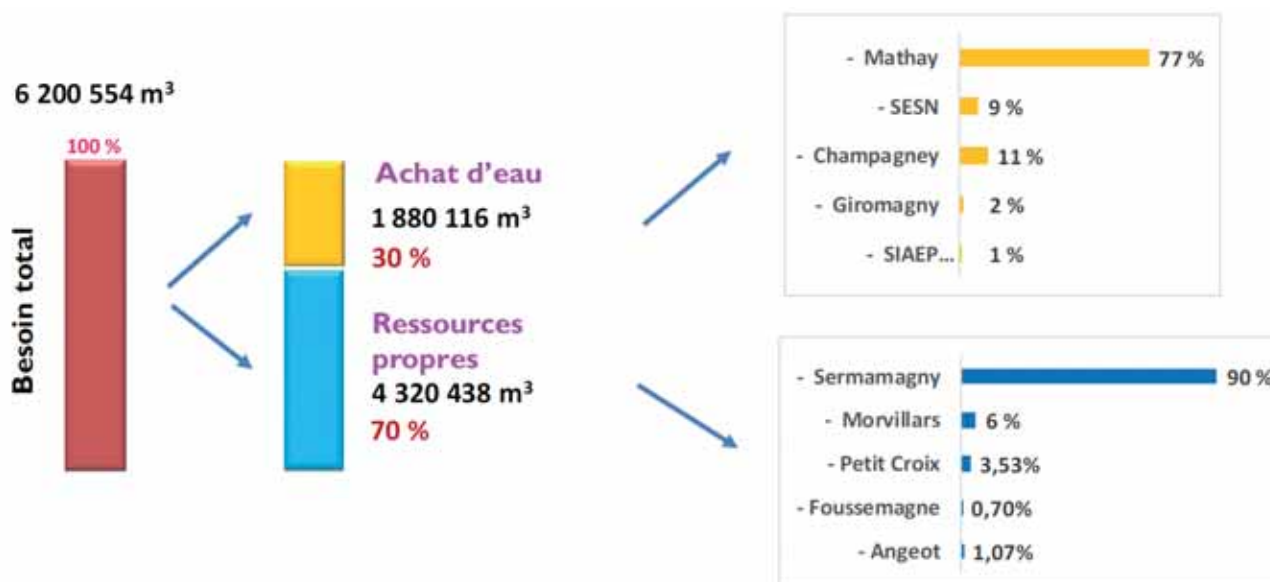 6 200 554 m³
100 %
Besoin total
Achat d'eau
1 880 116 m³
30 %
Ressources
propres
4 320 438 m³
70 %
- Mathay 77 %
- SESN 9 %
- Champagney 11 %
- Giromagny 2 %
- SIAEP... 1 %
- Sermamagny 90 %
- Morvillars 6 %
- Petit Croix 3,53%
- Foussemagne 0,70%
- Angeot 1,07%